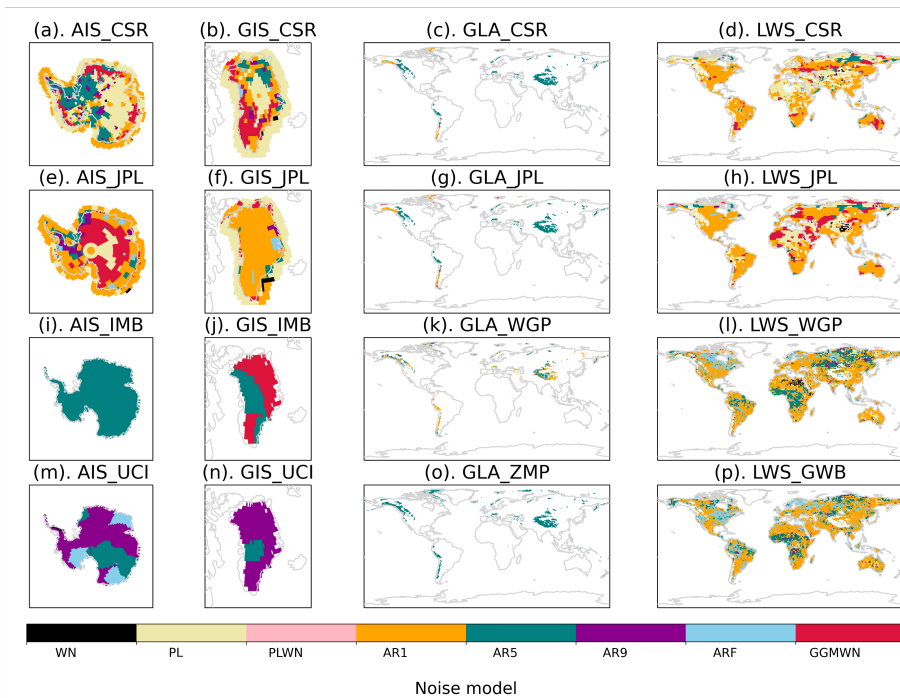 (a). AIS_CSR (b). GIS_CSR (c). GLA_CSR (d). LWS_CSR
(e). AIS_JPL (f). GIS_JPL (g). GLA_JPL (h). LWS_JPL
(i). AIS_IMB (j). GIS_IMB (k). GLA_WGP (l). LWS_WGP
(m). AIS_UCI (n). GIS_UCI (o). GLA_ZMP (p). LWS_GWB
WN PL PLWN AR1 AR5 AR9 ARF GGMWN
Noise model